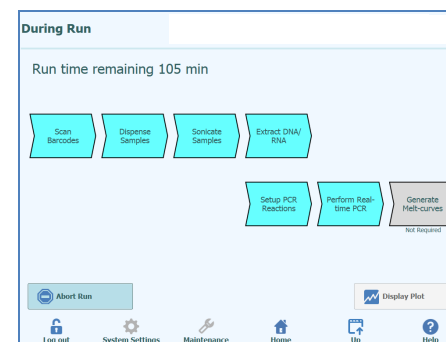 During Run
Run time remaining 105 min
Scan
Barcodes
Dispense
Samples
Sonicate
Samples
Extract DNA/
RNA
Setup PCR
Reactions
Perform Real-
time PCR
Generate
Melt-curves
Not Required
Abort Run
Display Plot
Log out
System Settings
Maintenance
Home
Up
Help